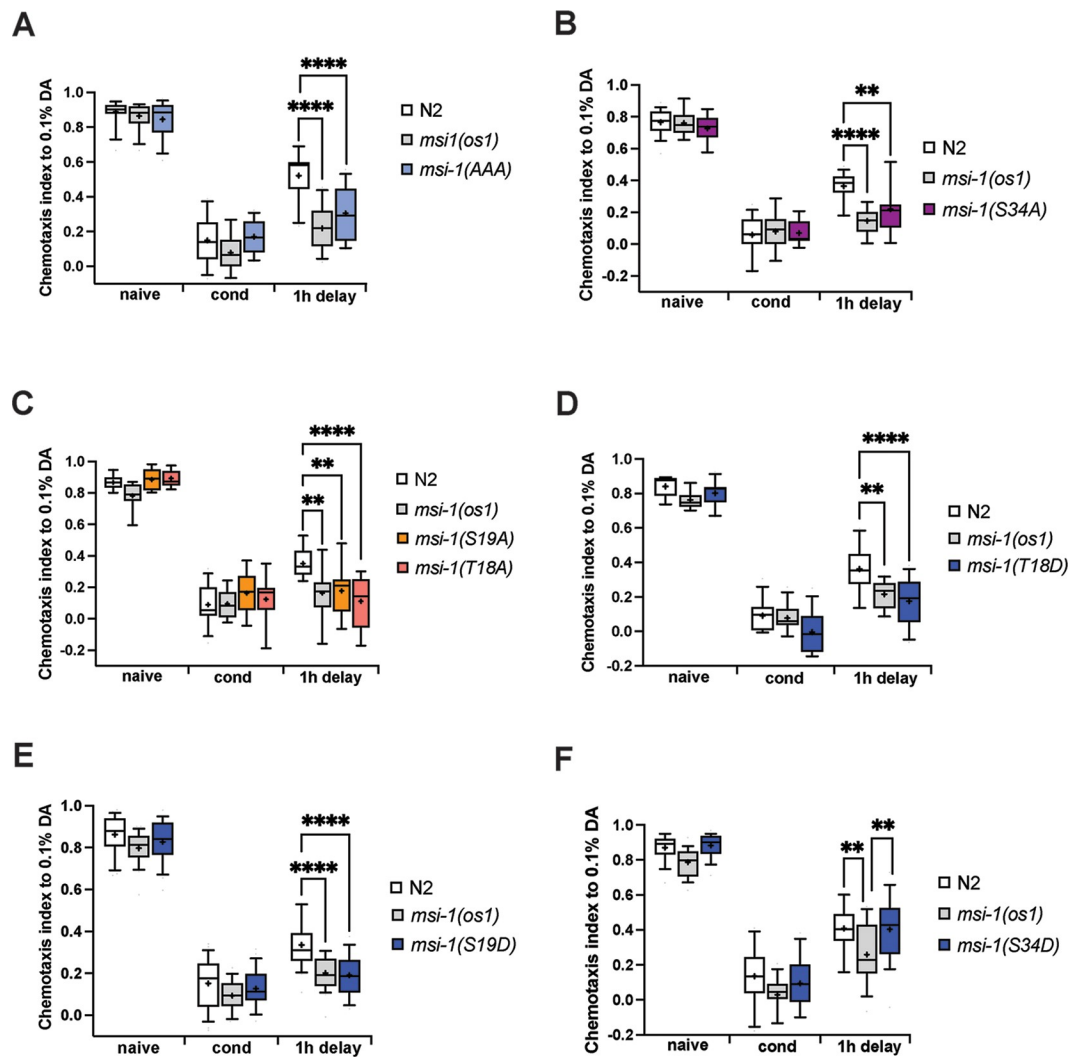 A
Chemotaxis index to 0.1% DA
1.0
0.8
0.6
0.4
0.2
0.0
****
****
naive
cond
1h delay
N2
msi1(os1)
msi-1(AAA)
B
Chemotaxis index to 0.1% DA
1.0
0.8
0.6
0.4
0.2
0.0
-0.2
**
****
naive
cond
1h delay
N2
msi-1(os1)
msi-1(S34A)
C
Chemotaxis index to 0.1% DA
1.0
0.8
0.6
0.4
0.2
0.0
-0.2
****
**
**
naive
cond
1h delay
N2
msi-1(os1)
msi-1(S19A)
msi-1(T18A)
D
Chemotaxis index to 0.1% DA
1.0
0.8
0.6
0.4
0.2
0.0
-0.2
****
**
naive
cond
1h delay
N2
msi-1(os1)
msi-1(T18D)
E
Chemotaxis index to 0.1% DA
1.0
0.8
0.6
0.4
0.2
0.0
****
****
naive
cond
1h delay
N2
msi-1(os1)
msi-1(S19D)
F
Chemotaxis index to 0.1% DA
1.0
0.8
0.6
0.4
0.2
0.0
-0.2
**
**
naive
cond
1h delay
N2
msi-1(os1)
msi-1(S34D)